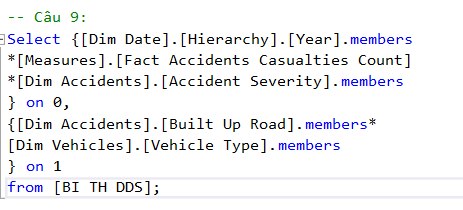 -- Câu 9:
Select {[Dim Date].[Hierarchy].[Year].members
*[Measures].[Fact Accidents Casualties Count]
*[Dim Accidents].[Accident Severity].members
} on 0,
{[Dim Accidents].[Built Up Road].members*
[Dim Vehicles].[Vehicle Type].members
} on 1
from [BI TH DDS];